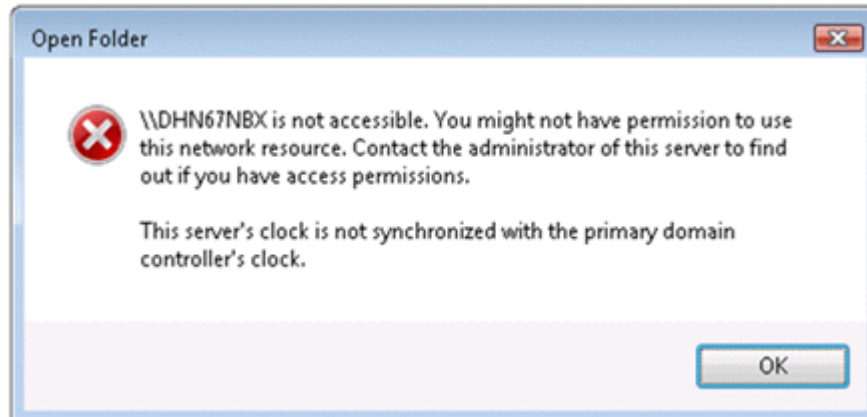 Open Folder
\\DHN67NBX is not accessible. You might not have permission to use
this network resource. Contact the administrator of this server to find
out if you have access permissions.
This server's clock is not synchronized with the primary domain
controller's clock.
OK